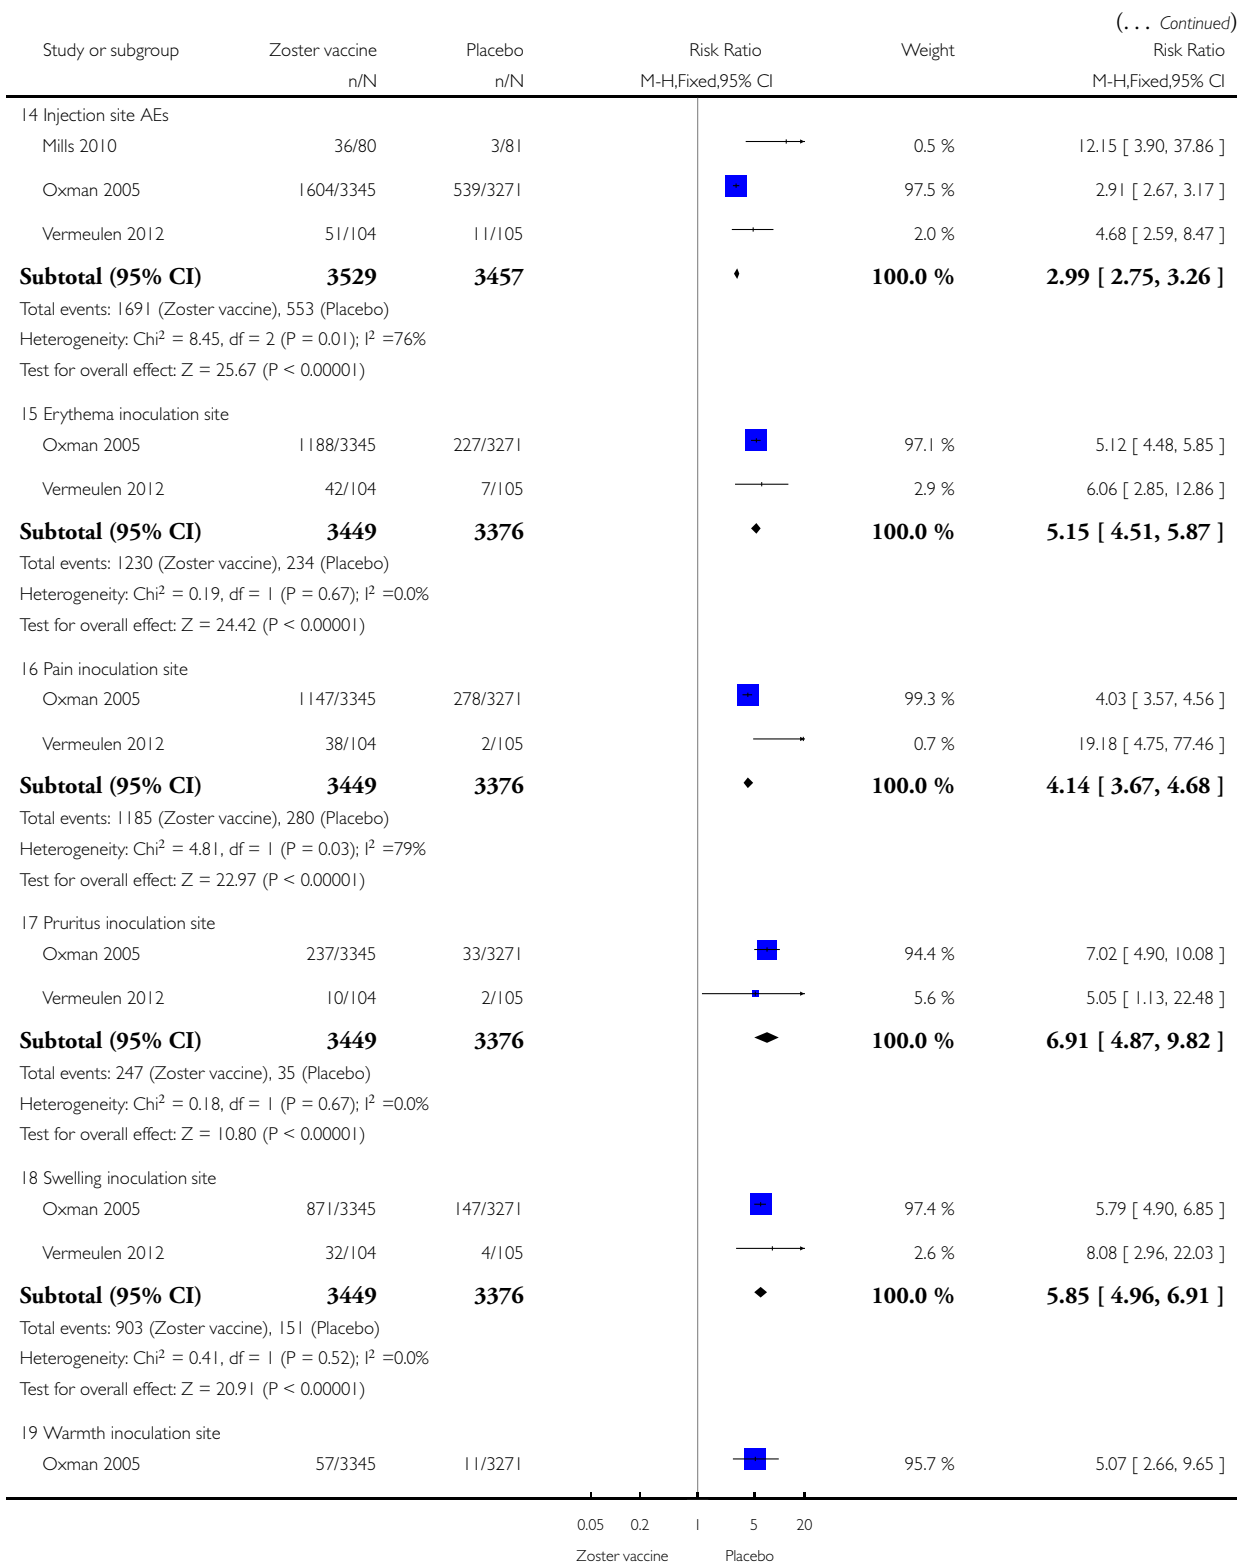 (... Continued)
Study or subgroup Zoster vaccine Placebo Risk Ratio Weight Risk Ratio
n/N n/N M-H,Fixed,95% CI M-H,Fixed,95% CI
14 Injection site AEs
Mills 2010 36/80 3/81 0.5 % 12.15 [ 3.90, 37.86 ]
Oxman 2005 1604/3345 539/3271 97.5 % 2.91 [ 2.67, 3.17 ]
Vermeulen 2012 51/104 11/105 2.0 % 4.68 [ 2.59, 8.47 ]
Subtotal (95% CI) 3529 3457 100.0 % 2.99 [ 2.75, 3.26 ]
Total events: 1691 (Zoster vaccine), 553 (Placebo)
Heterogeneity: Chi² = 8.45, df = 2 (P = 0.01); I² =76%
Test for overall effect: Z = 25.67 (P < 0.00001)
15 Erythema inoculation site
Oxman 2005 1188/3345 227/3271 97.1 % 5.12 [ 4.48, 5.85 ]
Vermeulen 2012 42/104 7/105 2.9 % 6.06 [ 2.85, 12.86 ]
Subtotal (95% CI) 3449 3376 100.0 % 5.15 [ 4.51, 5.87 ]
Total events: 1230 (Zoster vaccine), 234 (Placebo)
Heterogeneity: Chi² = 0.19, df = 1 (P = 0.67); I² =0.0%
Test for overall effect: Z = 24.42 (P < 0.00001)
16 Pain inoculation site
Oxman 2005 1147/3345 278/3271 99.3 % 4.03 [ 3.57, 4.56 ]
Vermeulen 2012 38/104 2/105 0.7 % 19.18 [ 4.75, 77.46 ]
Subtotal (95% CI) 3449 3376 100.0 % 4.14 [ 3.67, 4.68 ]
Total events: 1185 (Zoster vaccine), 280 (Placebo)
Heterogeneity: Chi² = 4.81, df = 1 (P = 0.03); I² =79%
Test for overall effect: Z = 22.97 (P < 0.00001)
17 Pruritus inoculation site
Oxman 2005 237/3345 33/3271 94.4 % 7.02 [ 4.90, 10.08 ]
Vermeulen 2012 10/104 2/105 5.6 % 5.05 [ 1.13, 22.48 ]
Subtotal (95% CI) 3449 3376 100.0 % 6.91 [ 4.87, 9.82 ]
Total events: 247 (Zoster vaccine), 35 (Placebo)
Heterogeneity: Chi² = 0.18, df = 1 (P = 0.67); I² =0.0%
Test for overall effect: Z = 10.80 (P < 0.00001)
18 Swelling inoculation site
Oxman 2005 871/3345 147/3271 97.4 % 5.79 [ 4.90, 6.85 ]
Vermeulen 2012 32/104 4/105 2.6 % 8.08 [ 2.96, 22.03 ]
Subtotal (95% CI) 3449 3376 100.0 % 5.85 [ 4.96, 6.91 ]
Total events: 903 (Zoster vaccine), 151 (Placebo)
Heterogeneity: Chi² = 0.41, df = 1 (P = 0.52); I² =0.0%
Test for overall effect: Z = 20.91 (P < 0.00001)
19 Warmth inoculation site
Oxman 2005 57/3345 11/3271 95.7 % 5.07 [ 2.66, 9.65 ]
0.05 0.2 1 5 20
Zoster vaccine Placebo